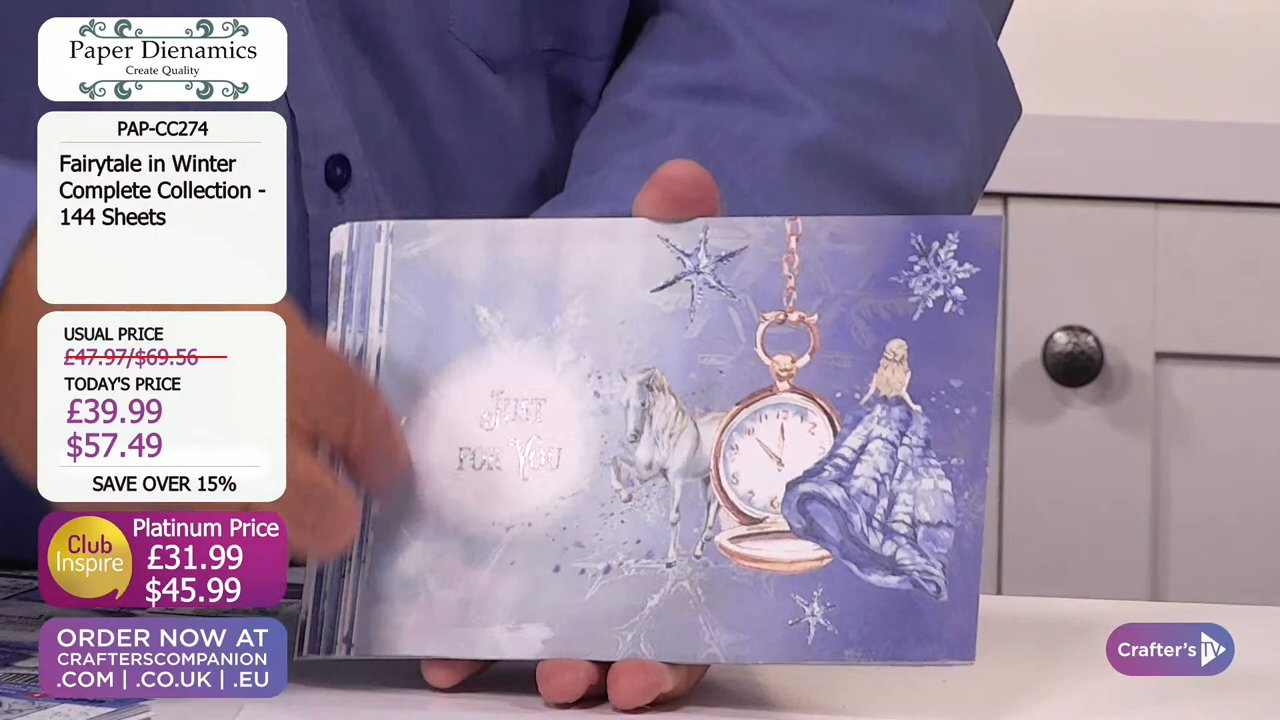 Paper Dienamics
Create Quality
PAP-CC274
Fairytale in Winter
Complete Collection -
144 Sheets
USUAL PRICE
£47.97/$69.56
TODAY'S PRICE
£39.99
$57.49
SAVE OVER 15%
Club
Inspire
Platinum Price
£31.99
$45.99
ORDER NOW AT
CRAFTERSCOMPANION
.COM | .CO.UK | .EU
JUST
FOR YOU
12
Crafter's TV